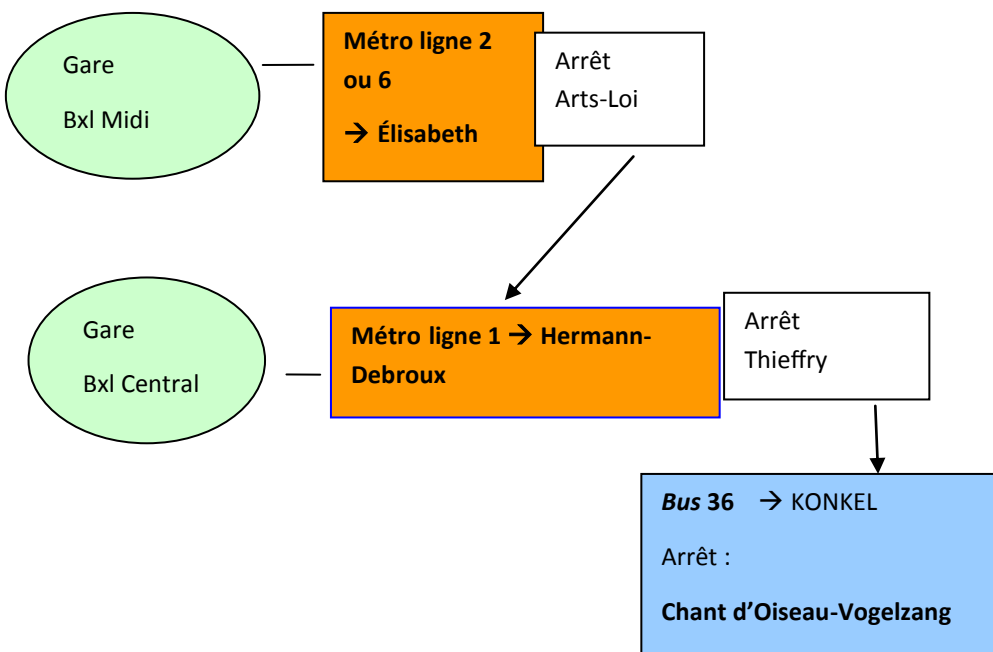 Gare
Bxl Midi
Métro ligne 2
ou 6
→ Élisabeth
Arrêt
Arts-Loi
Gare
Bxl Central
Métro ligne 1 → Hermann-
Debroux
Arrêt
Thieffry
Bus 36 → KONKEL
Arrêt :
Chant d’Oiseau-Vogelzang